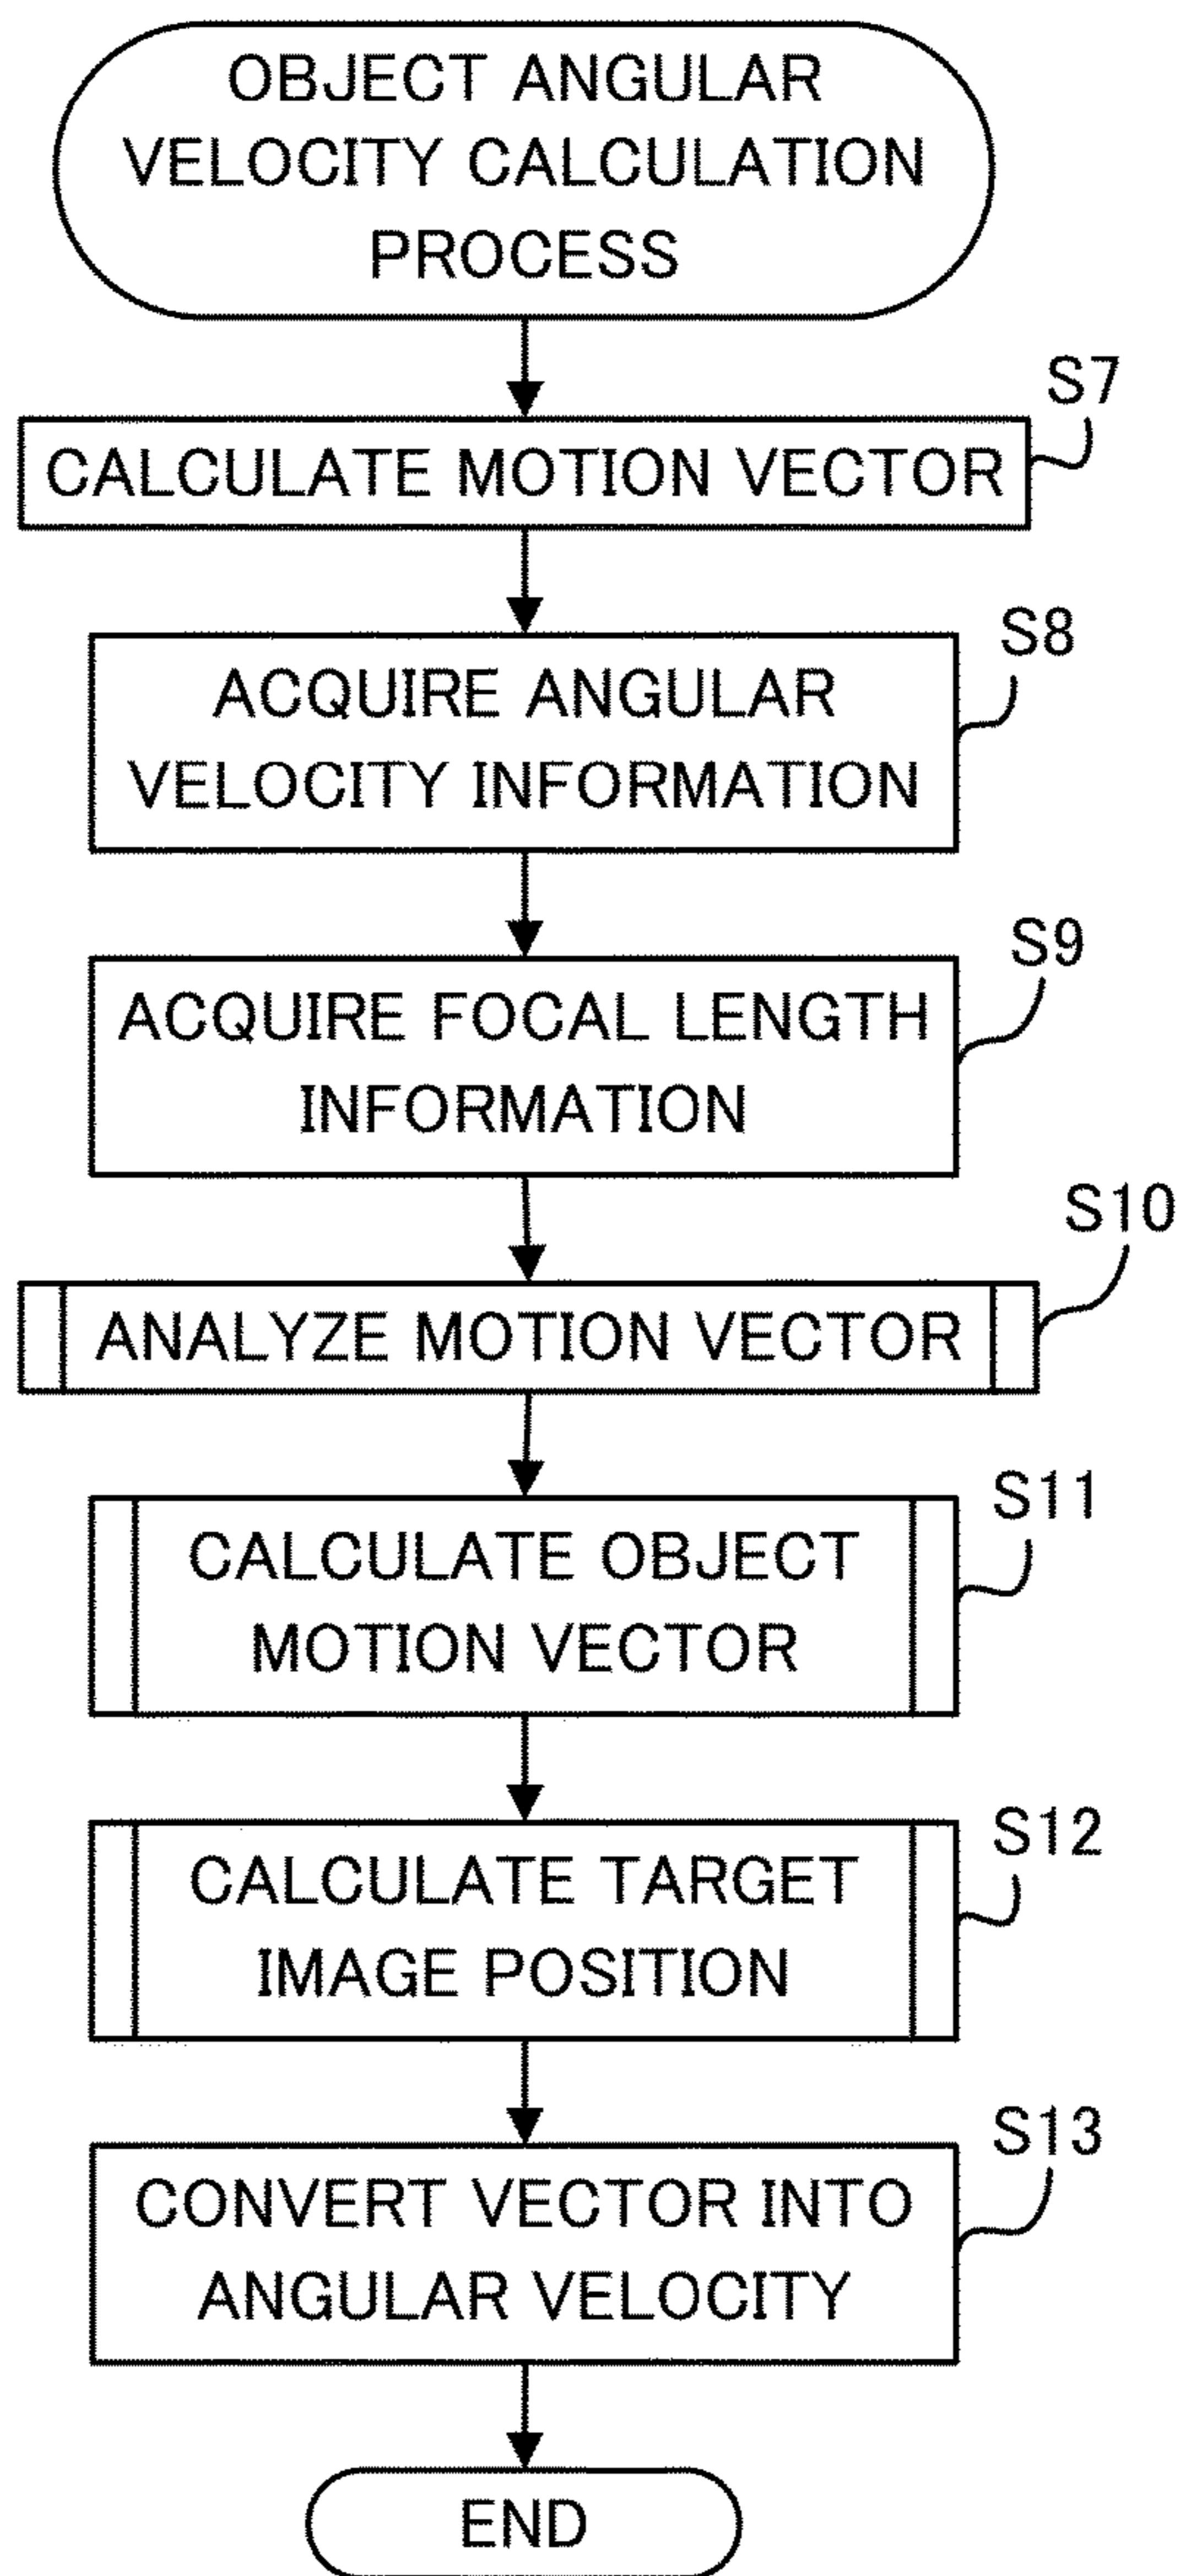 OBJECT ANGULAR
VELOCITY CALCULATION
PROCESS
S7
CALCULATE MOTION VECTOR
S8
ACQUIRE ANGULAR
VELOCITY INFORMATION
S9
ACQUIRE FOCAL LENGTH
INFORMATION
S10
ANALYZE MOTION VECTOR
S11
CALCULATE OBJECT
MOTION VECTOR
S12
CALCULATE TARGET
IMAGE POSITION
S13
CONVERT VECTOR INTO
ANGULAR VELOCITY
END